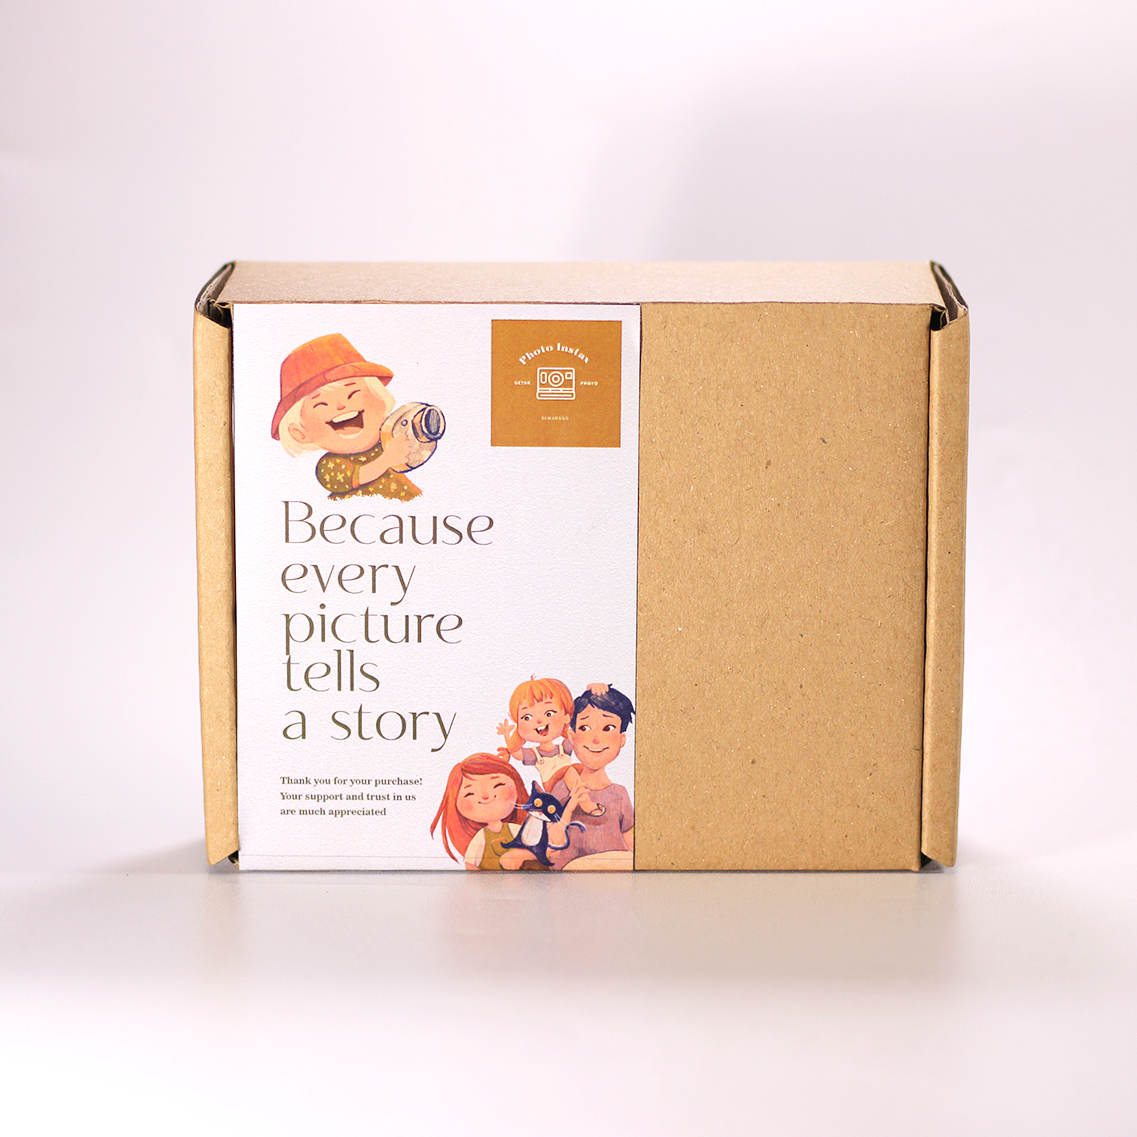 Photo Instax
CETAK PHOTO
SEMARANG
Because
every
picture
tells
a story
Thank you for your purchase!
Your support and trust in us
are much appreciated